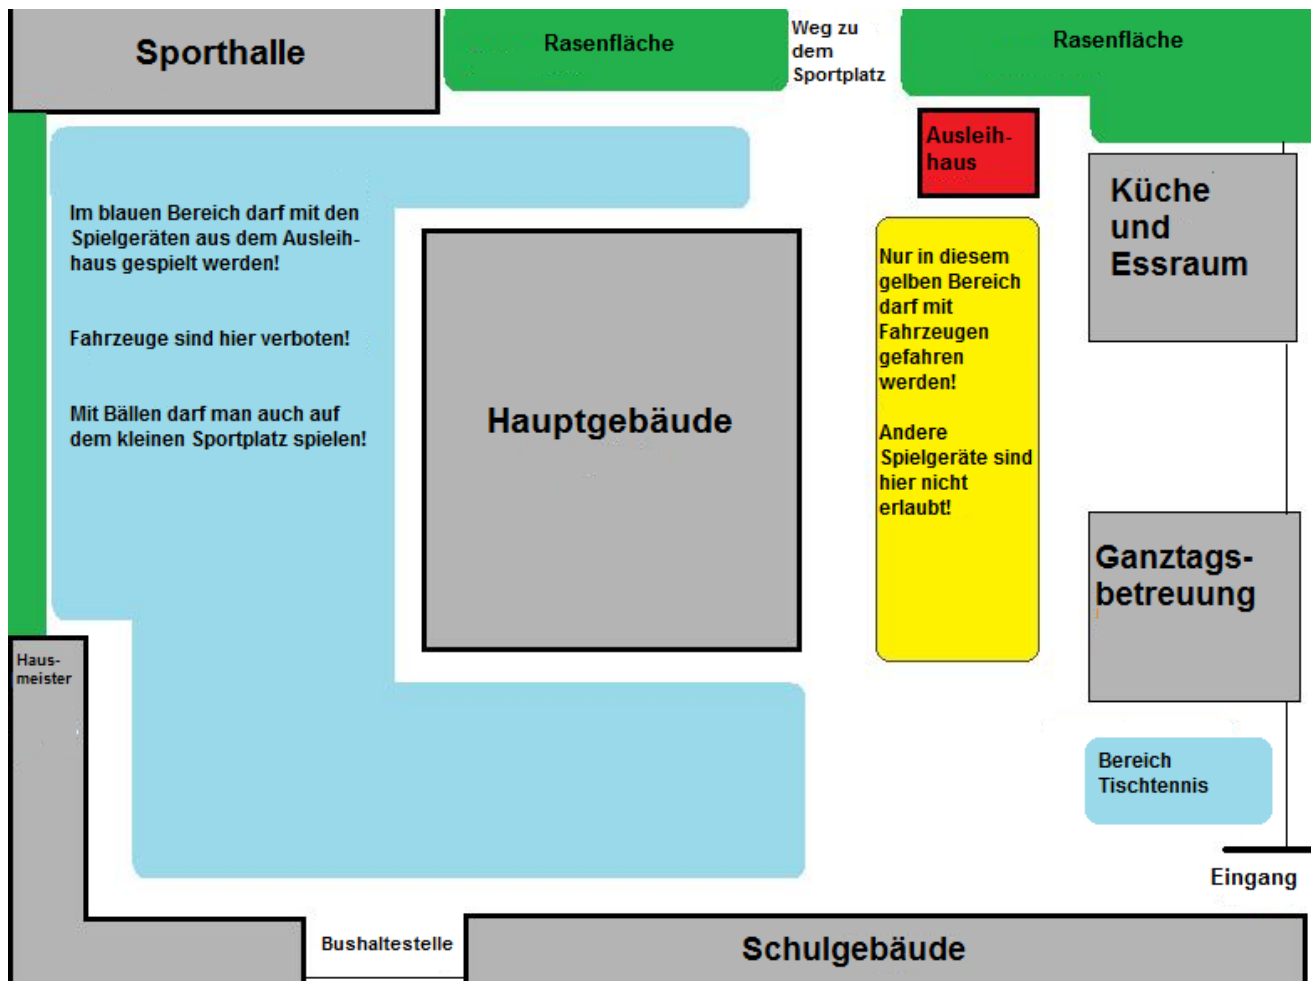 Sporthalle
Rasenfläche
Weg zu
dem
Sportplatz
Rasenfläche
Ausleih-
haus
Küche
und
Essraum
Im blauen Bereich darf mit den
Spielgeräten aus dem Ausleih-
haus gespielt werden!
Fahrzeuge sind hier verboten!
Mit Bällen darf man auch auf
dem kleinen Sportplatz spielen!
Hauptgebäude
Nur in diesem
gelben Bereich
darf mit
Fahrzeugen
gefahren
werden!
Andere
Spielgeräte sind
hier nicht
erlaubt!
Ganztags-
betreuung
Haus-
meister
Bereich
Tischtennis
Eingang
Bushaltestelle
Schulgebäude